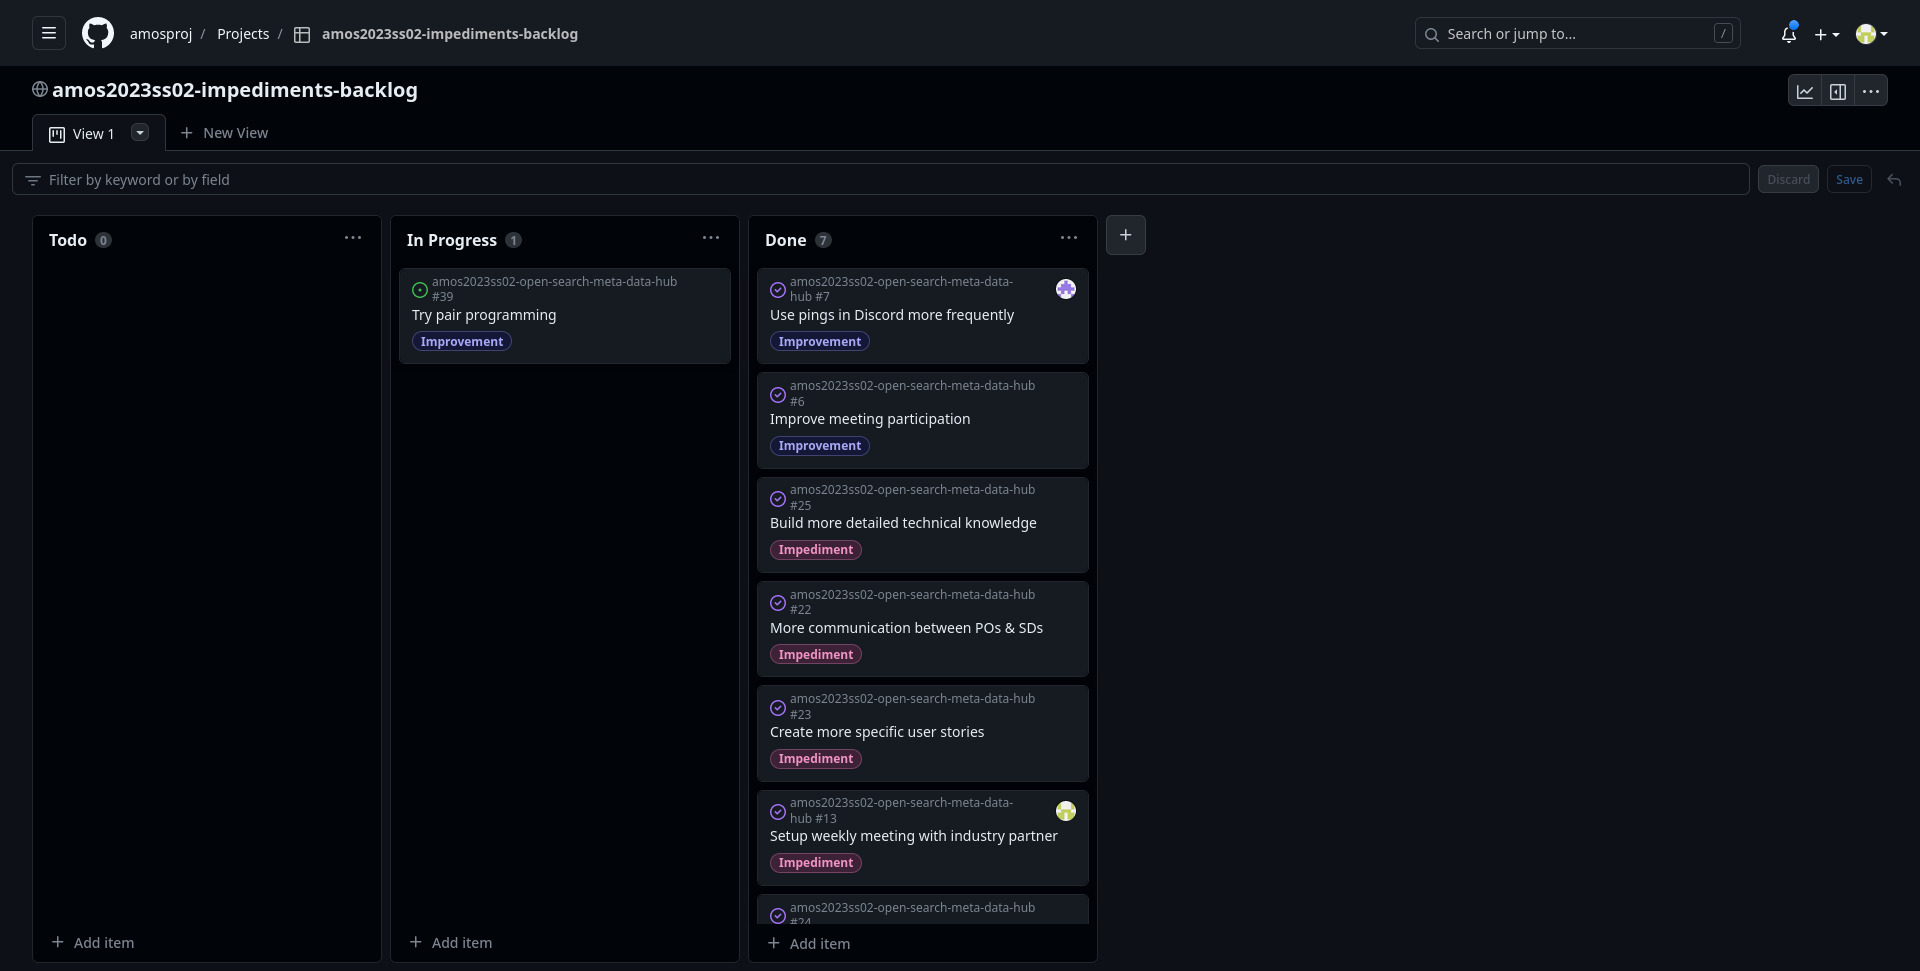 amosproj / Projects / amos2023ss02-impediments-backlog
Search or jump to... /
amos2023ss02-impediments-backlog
View 1
New View
Filter by keyword or by field
Discard
Save
Todo 0
Add item
In Progress 1
amos2023ss02-open-search-meta-data-hub
#39
Try pair programming
Improvement
Add item
Done 7
amos2023ss02-open-search-meta-data-
hub #7
Use pings in Discord more frequently
Improvement
amos2023ss02-open-search-meta-data-hub
#6
Improve meeting participation
Improvement
amos2023ss02-open-search-meta-data-hub
#25
Build more detailed technical knowledge
Impediment
amos2023ss02-open-search-meta-data-hub
#22
More communication between POs & SDs
Impediment
amos2023ss02-open-search-meta-data-hub
#23
Create more specific user stories
Impediment
amos2023ss02-open-search-meta-data-
hub #13
Setup weekly meeting with industry partner
Impediment
amos2023ss02-open-search-meta-data-hub
#24
Add item